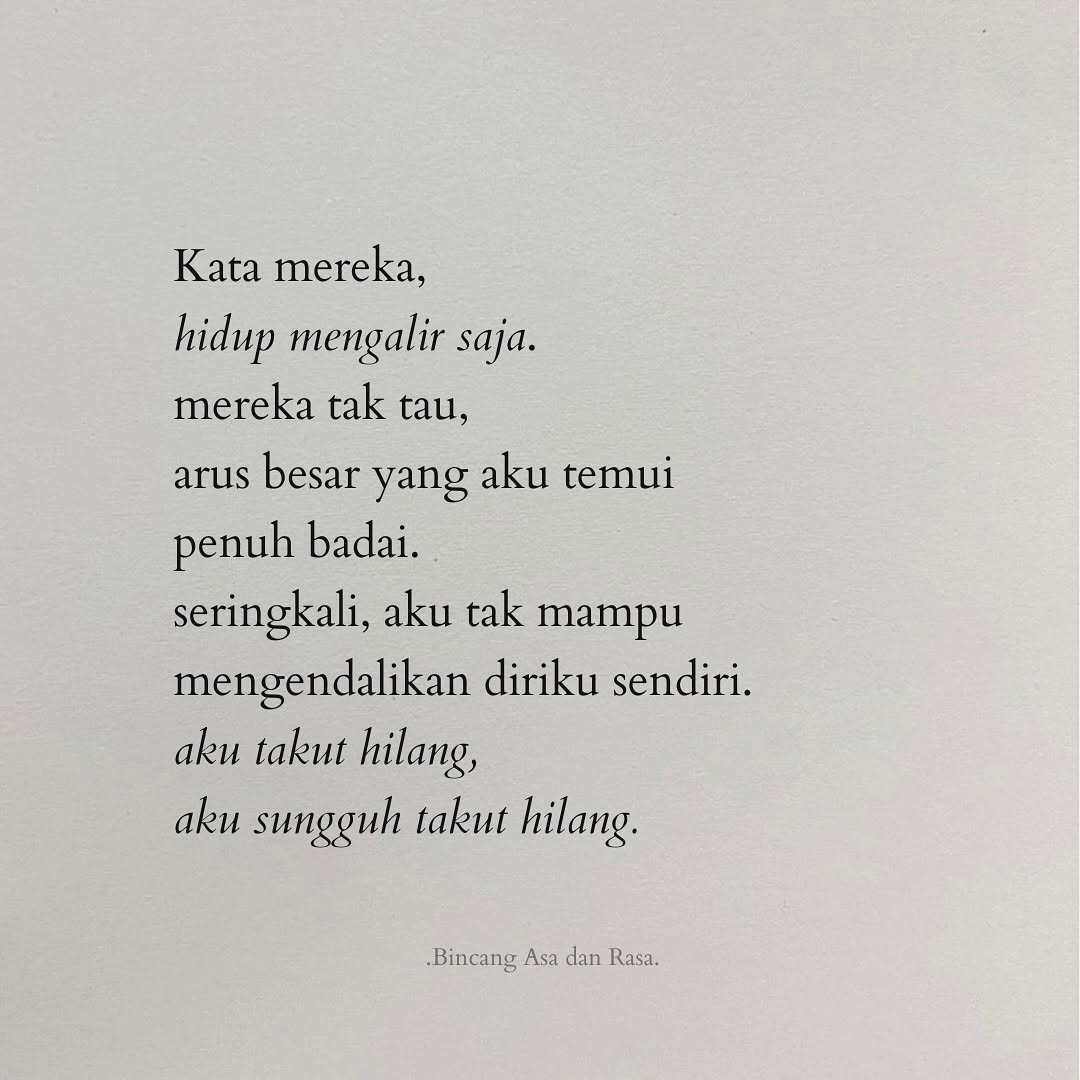 Kata mereka,
hidup mengalir saja.
mereka tak tau,
arus besar yang aku temui
penuh badai.
seringkali, aku tak mampu
mengendalikan diriku sendiri.
aku takut hilang,
aku sungguh takut hilang.
.Bincang Asa dan Rasa.